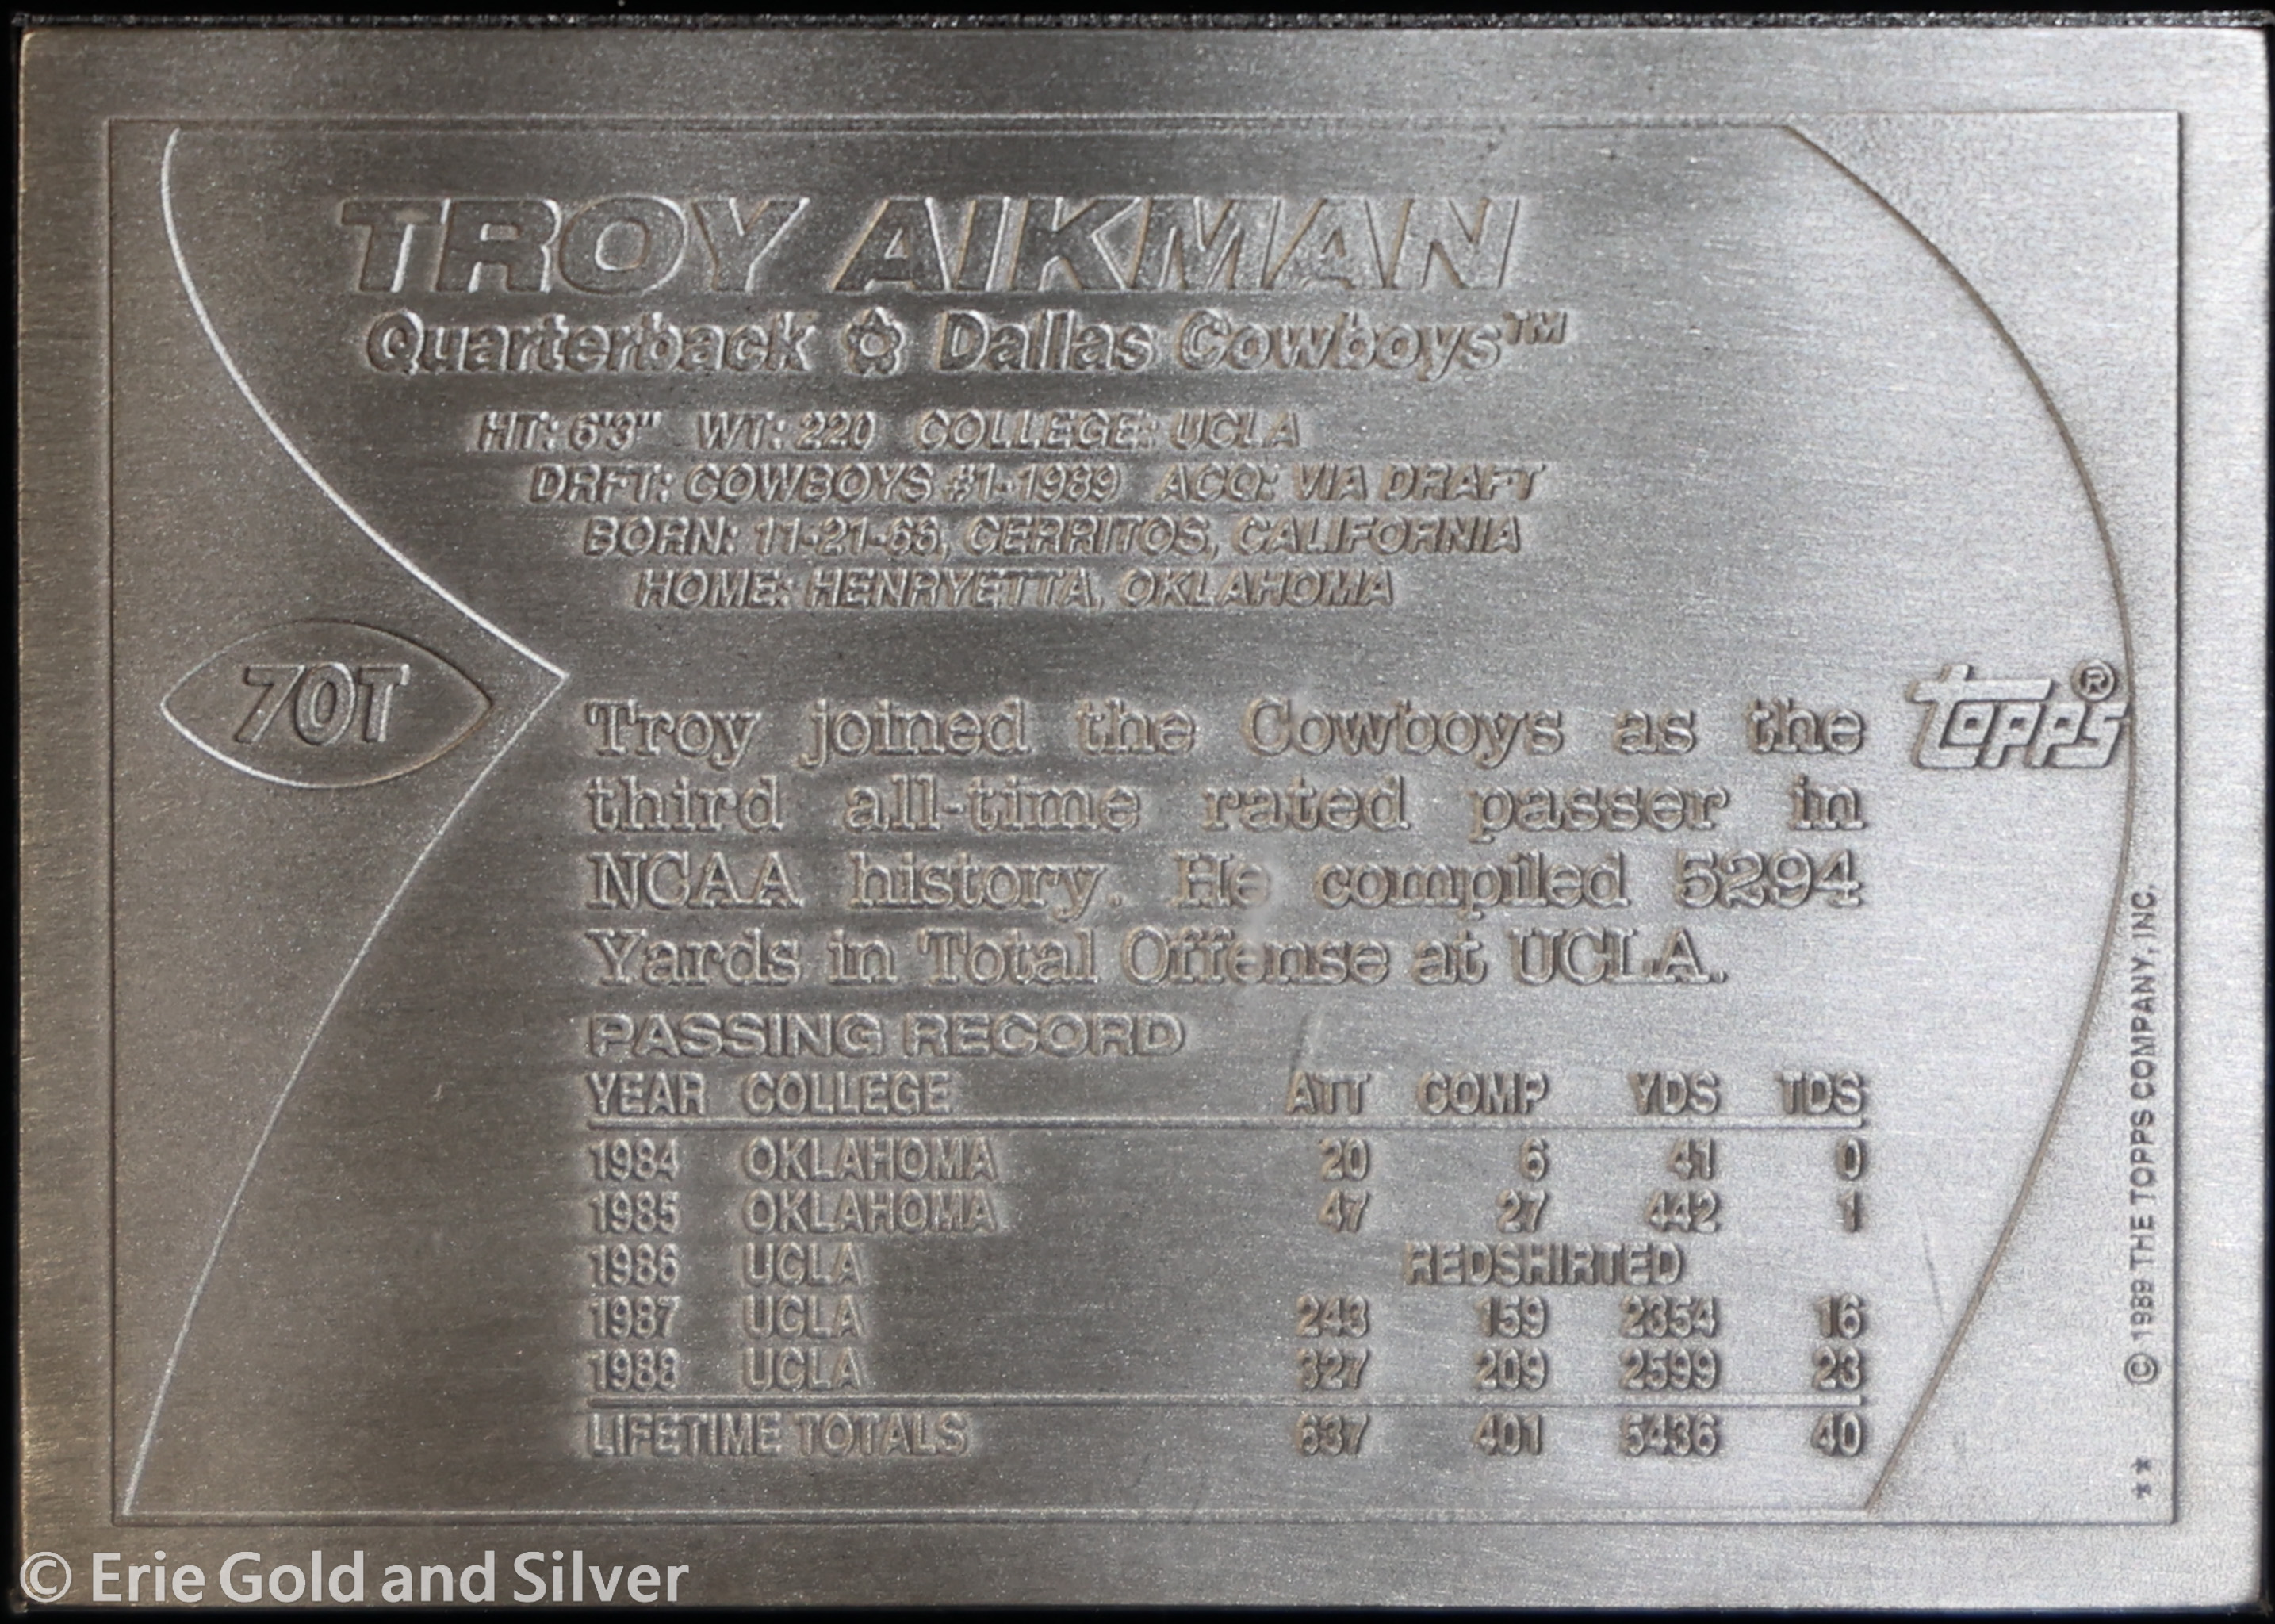 TROY AIKMAN
Quarterback ✿ Dallas Cowboys™
HT: 6'3" WT: 220 COLLEGE: UCLA
DRFT: COWBOYS #1-1989 ACQ: VIA DRAFT
BORN: 11-21-66, CERRITOS, CALIFORNIA
HOME: HENRYETTA, OKLAHOMA
70T
Troy joined the Cowboys as the
third all-time rated passer in
NCAA history. He compiled 5294
Yards in Total Offense at UCLA.
TOPPS®
PASSING RECORD
YEAR COLLEGE ATT COMP YDS TDS
1984 OKLAHOMA 20 6 41 0
1985 OKLAHOMA 47 27 442 1
1986 UCLA REDSHIRTED
1987 UCLA 243 159 2354 16
1988 UCLA 327 209 2599 23
LIFETIME TOTALS 637 401 5436 40
** © 1989 THE TOPPS COMPANY, INC.
© Erie Gold and Silver